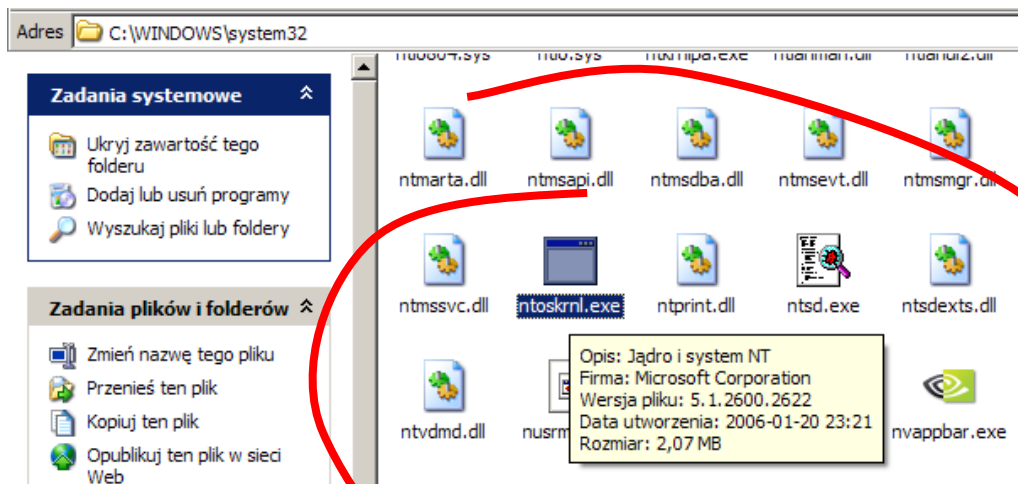 Adres C:\WINDOWS\system32
Zadania systemowe
Ukryj zawartość tego
folderu
Dodaj lub usuń programy
Wyszukaj pliki lub foldery
Zadania plików i folderów
Zmień nazwę tego pliku
Przenieś ten plik
Kopiuj ten plik
Opublikuj ten plik w sieci
Web
ntmarta.dll ntmsapi.dll ntmsdba.dll ntmsevt.dll ntmsmgr.dll
ntmssvc.dll ntoskrnl.exe ntprint.dll ntsd.exe ntsdexts.dll
ntvdmd.dll nusrm nvappbar.exe
Opis: Jądro i system NT
Firma: Microsoft Corporation
Wersja pliku: 5.1.2600.2622
Data utworzenia: 2006-01-20 23:21
Rozmiar: 2,07 MB